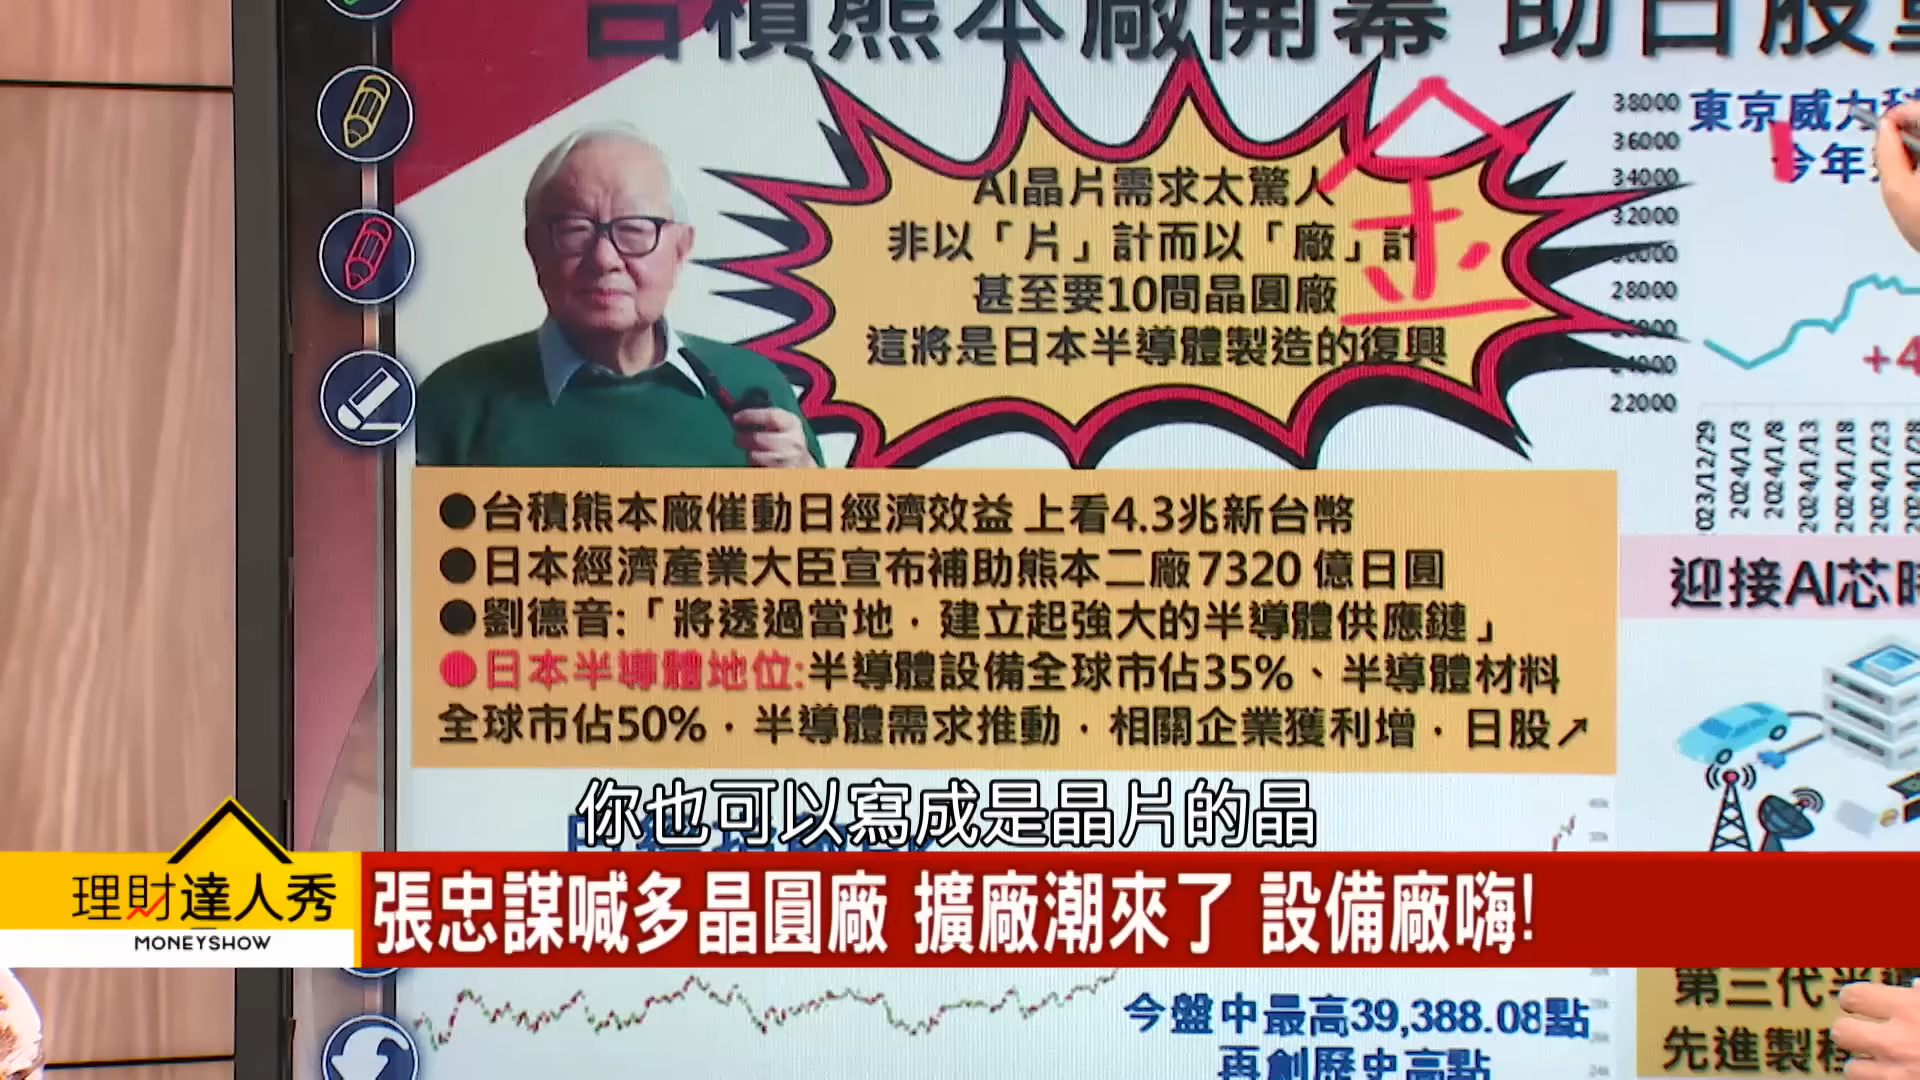 台積熊本廠開幕 助日股
金
AI晶片需求太驚人
非以「片」計而以「廠」計
甚至要10間晶圓廠
這將是日本半導體製造的復興
38000
36000
34000
32000
30000
28000
26000
24000
22000
東京威力
今年
+4
2023/12/29
2024/1/3
2024/1/8
2024/1/13
2024/1/18
2024/1/23
2024/1/28
●台積熊本廠催動日經濟效益 上看4.3兆新台幣
●日本經濟產業大臣宣布補助熊本二廠7320 億日圓
●劉德音:「將透過當地，建立起強大的半導體供應鏈」
●日本半導體地位:半導體設備全球市佔35%、半導體材料
全球市佔50%，半導體需求推動，相關企業獲利增，日股↗
迎接AI芯時
你也可以寫成是晶片的晶
理財達人秀
MONEYSHOW
張忠謀喊多晶圓廠 擴廠潮來了 設備廠嗨!
今盤中最高39,388.08點
再創歷史高點
第三代半導
先進製程